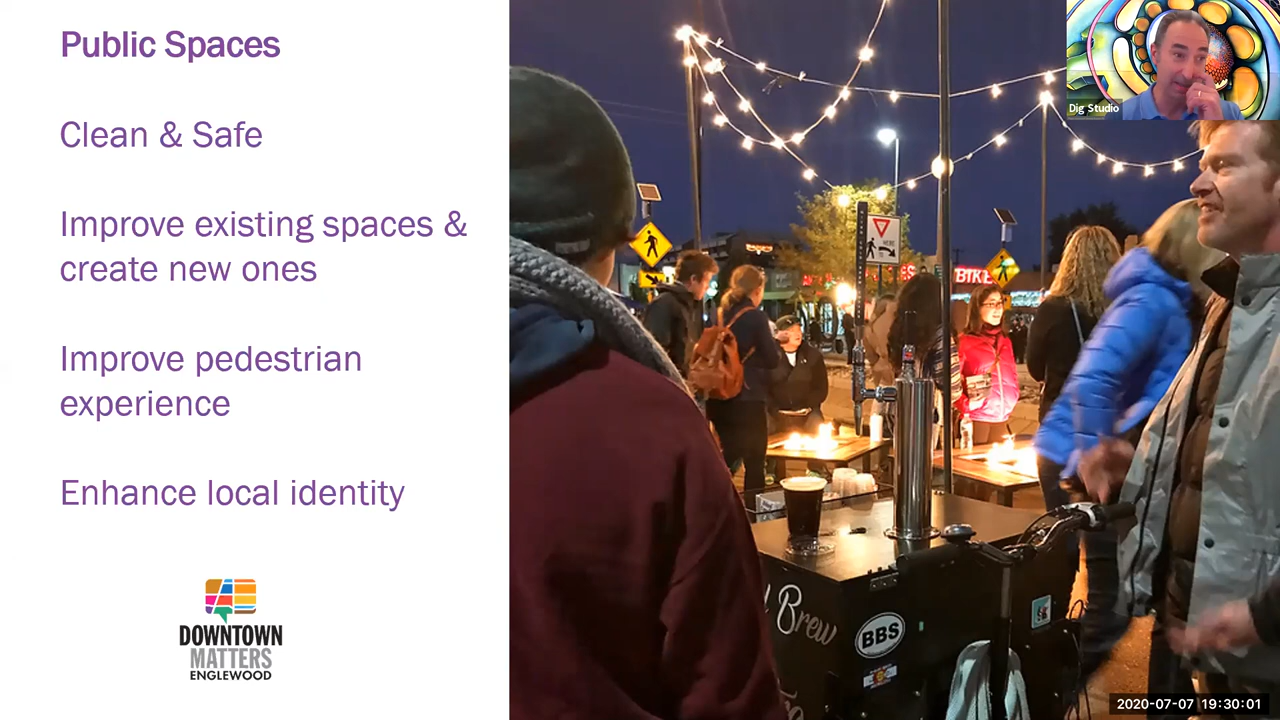 Public Spaces
Clean & Safe
Improve existing spaces &
create new ones
Improve pedestrian
experience
Enhance local identity
DOWNTOWN
MATTERS
ENGLEWOOD
Dig Studio
HERE
BIKE
Brew
BBS
2020-07-07 19:30:01